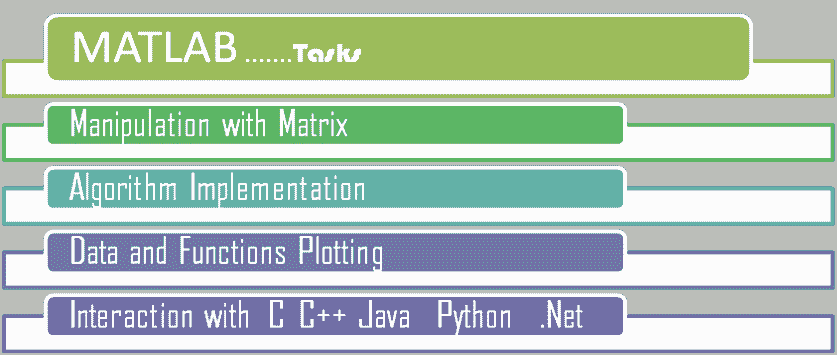 MATLAB .......Tasks
Manipulation with Matrix
Algorithm Implementation
Data and Functions Plotting
Interaction with C C++ Java Python .Net